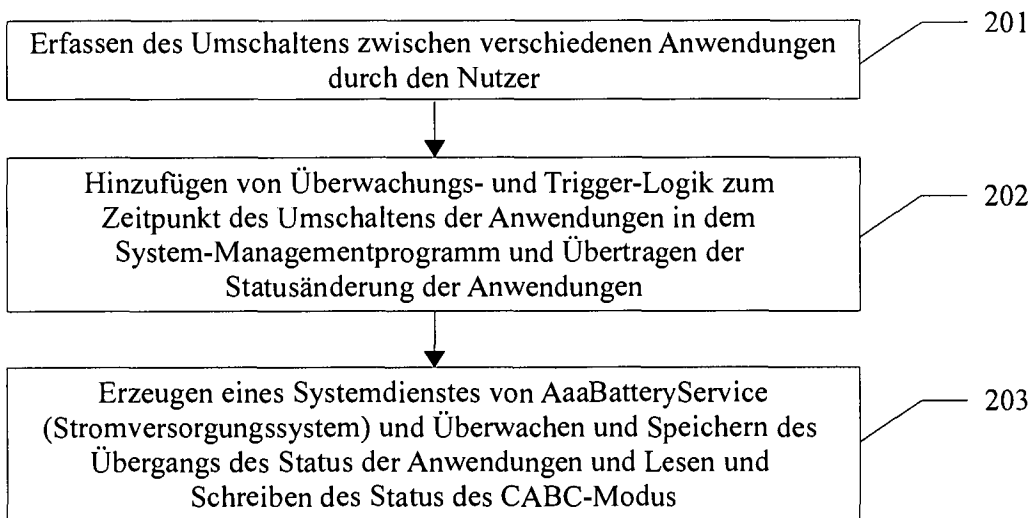 Erfassen des Umschaltens zwischen verschiedenen Anwendungen
durch den Nutzer
201
Hinzufügen von Überwachungs- und Trigger-Logik zum
Zeitpunkt des Umschaltens der Anwendungen in dem
System-Managementprogramm und Übertragen der
Statusänderung der Anwendungen
202
Erzeugen eines Systemdienstes von AaaBatteryService
(Stromversorgungssystem) und Überwachen und Speichern des
Übergangs des Status der Anwendungen und Lesen und
Schreiben des Status des CABC-Modus
203